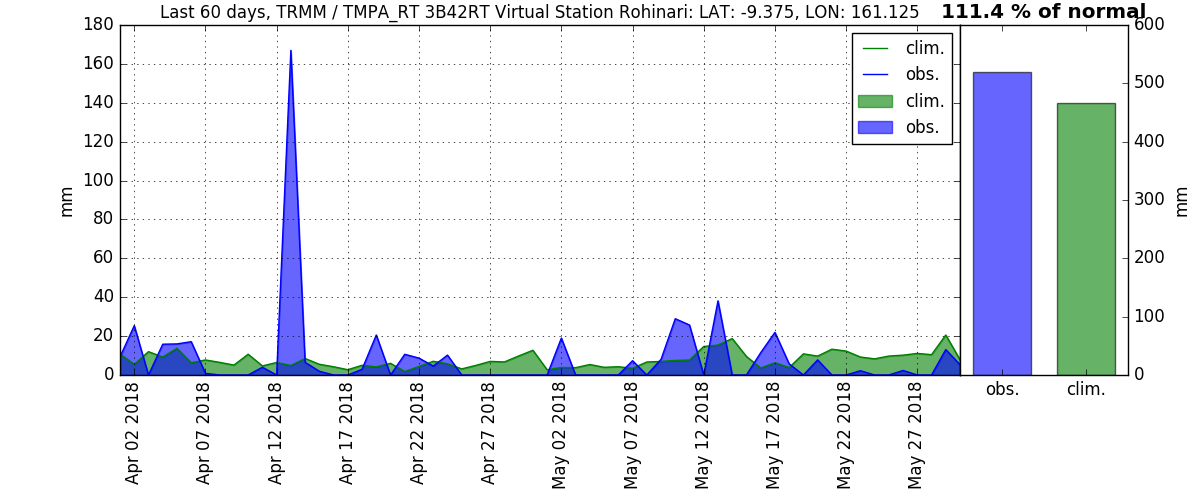 Last 60 days, TRMM / TMPA_RT 3B42RT Virtual Station Rohinari: LAT: -9.375, LON: 161.125
111.4 % of normal
180
160
140
120
100
80
60
40
20
0
mm
clim.
obs.
clim.
obs.
600
500
400
300
200
100
0
mm
Apr 02 2018
Apr 07 2018
Apr 12 2018
Apr 17 2018
Apr 22 2018
Apr 27 2018
May 02 2018
May 07 2018
May 12 2018
May 17 2018
May 22 2018
May 27 2018
obs.
clim.